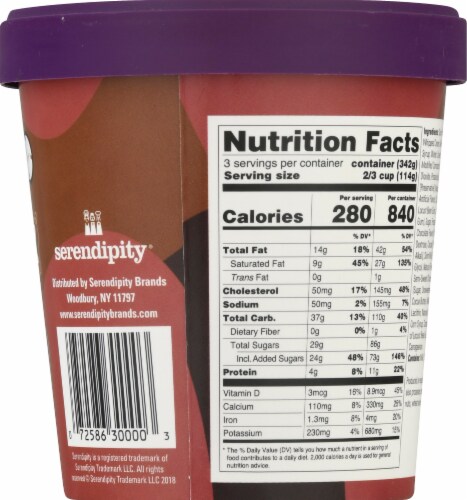 serendipity®
Distributed by Serendipity Brands
Woodbury, NY 11797
www.serendipitybrands.com
0 72586 30000 3
Serendipity is a registered trademark of
Serendipity Trademark LLC. All rights
reserved © Serendipity Trademark LLC 2018
Nutrition Facts
3 servings per container container (342g)
Serving size 2/3 cup (114g)
Per serving Per container
Calories 280 840
% DV* % DV*
Total Fat 14g 18% 42g 54%
Saturated Fat 9g 45% 27g 135%
Trans Fat 0g 1g
Cholesterol 50mg 17% 145mg 48%
Sodium 50mg 2% 155mg 7%
Total Carb. 37g 13% 110g 40%
Dietary Fiber 0g 0% 1g 4%
Total Sugars 29g 86g
Incl. Added Sugars 24g 48% 73g 146%
Protein 4g 8% 11g 22%
Vitamin D 3mcg 16% 8.9mcg 45%
Calcium 110mg 8% 330mg 25%
Iron 1.3mg 8% 4mg 20%
Potassium 230mg 4% 680mg 15%
* The % Daily Value (DV) tells you how much a nutrient in a serving of
food contributes to a daily diet. 2,000 calories a day is used for general
nutrition advice.